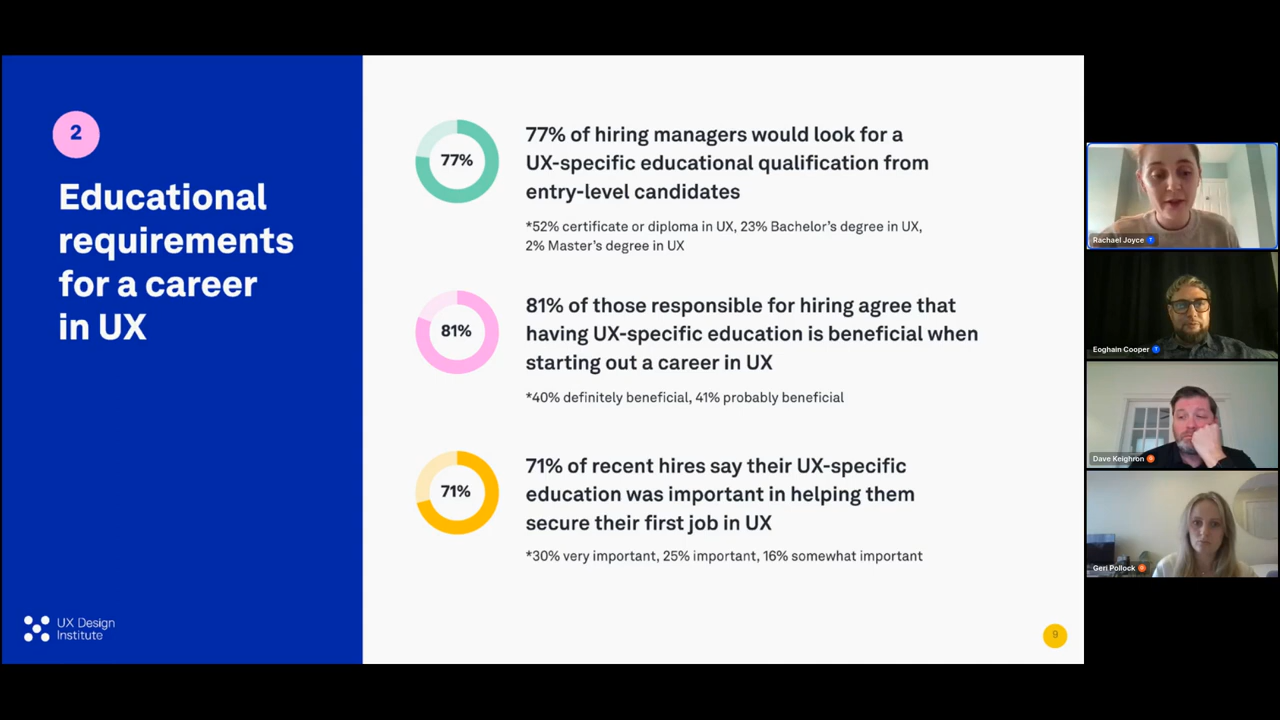 2
Educational
requirements
for a career
in UX
77%
77% of hiring managers would look for a
UX-specific educational qualification from
entry-level candidates
*52% certificate or diploma in UX, 23% Bachelor's degree in UX,
2% Master's degree in UX
81%
81% of those responsible for hiring agree that
having UX-specific education is beneficial when
starting out a career in UX
*40% definitely beneficial, 41% probably beneficial
71%
71% of recent hires say their UX-specific
education was important in helping them
secure their first job in UX
*30% very important, 25% important, 16% somewhat important
UX Design
Institute
9
Rachael Joyce T
Eoghain Cooper T
Dave Keighron
Geri Pollock